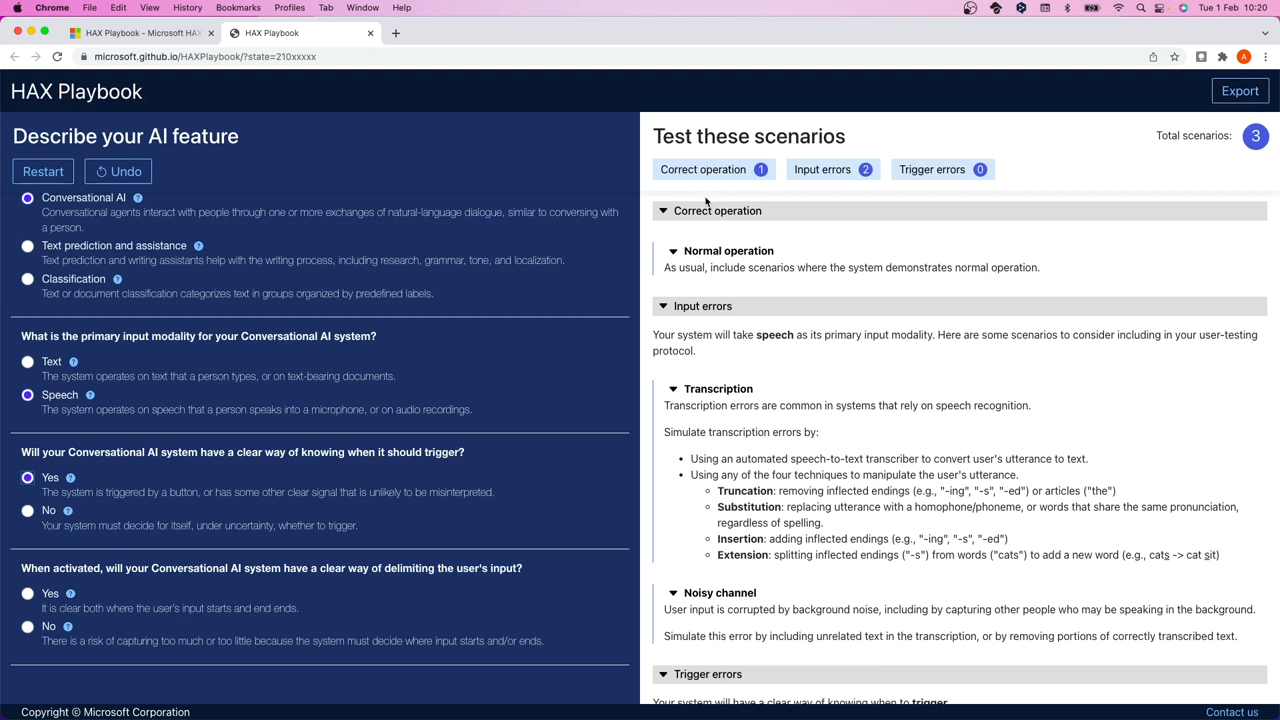 Chrome File Edit View History Bookmarks Profiles Tab Window Help Tue 1 Feb 10:20
HAX Playbook - Microsoft HA
HAX Playbook
microsoft.github.io/HAXPlaybook/?state=210xxxxx
A
HAX Playbook
Export
Describe your AI feature
Restart
Undo
Conversational AI ?
Conversational agents interact with people through one or more exchanges of natural-language dialogue, similar to conversing with
a person.
Text prediction and assistance ?
Text prediction and writing assistants help with the writing process, including research, grammar, tone, and localization.
Classification ?
Text or document classification categorizes text in groups organized by predefined labels.
What is the primary input modality for your Conversational AI system?
Text ?
The system operates on text that a person types, or on text-bearing documents.
Speech ?
The system operates on speech that a person speaks into a microphone, or on audio recordings.
Will your Conversational AI system have a clear way of knowing when it should trigger?
Yes ?
The system is triggered by a button, or has some other clear signal that is unlikely to be misinterpreted.
No ?
Your system must decide for itself, under uncertainty, whether to trigger.
When activated, will your Conversational AI system have a clear way of delimiting the user's input?
Yes ?
It is clear both where the user's input starts and end ends.
No ?
There is a risk of capturing too much or too little because the system must decide where input starts and/or ends.
Test these scenarios
Total scenarios: 3
Correct operation 1
Input errors 2
Trigger errors 0
Correct operation
Normal operation
As usual, include scenarios where the system demonstrates normal operation.
Input errors
Your system will take speech as its primary input modality. Here are some scenarios to consider including in your user-testing
protocol.
Transcription
Transcription errors are common in systems that rely on speech recognition.
Simulate transcription errors by:
• Using an automated speech-to-text transcriber to convert user's utterance to text.
• Using any of the four techniques to manipulate the user's utterance.
◦ Truncation: removing inflected endings (e.g., "-ing", "-s", "-ed") or articles ("the")
◦ Substitution: replacing utterance with a homophone/phoneme, or words that share the same pronunciation,
regardless of spelling.
◦ Insertion: adding inflected endings (e.g., "-ing", "-s", "-ed")
◦ Extension: splitting inflected endings ("-s") from words ("cats") to add a new word (e.g., cats -> cat sit)
Noisy channel
User input is corrupted by background noise, including by capturing other people who may be speaking in the background.
Simulate this error by including unrelated text in the transcription, or by removing portions of correctly transcribed text.
Trigger errors
Your system will have a clear way of knowing when to trigger.
Copyright © Microsoft Corporation
Contact us